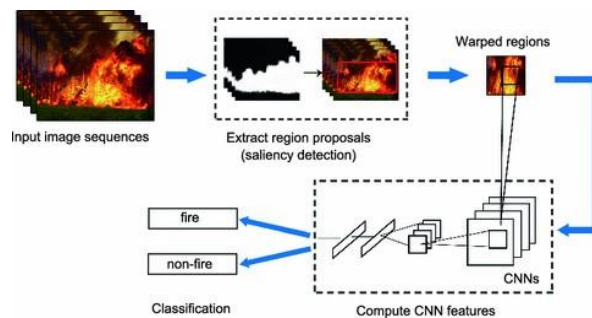 Input image sequences
Extract region proposals
(saliency detection)
Warped regions
CNNs
Compute CNN features
fire
non-fire
Classification